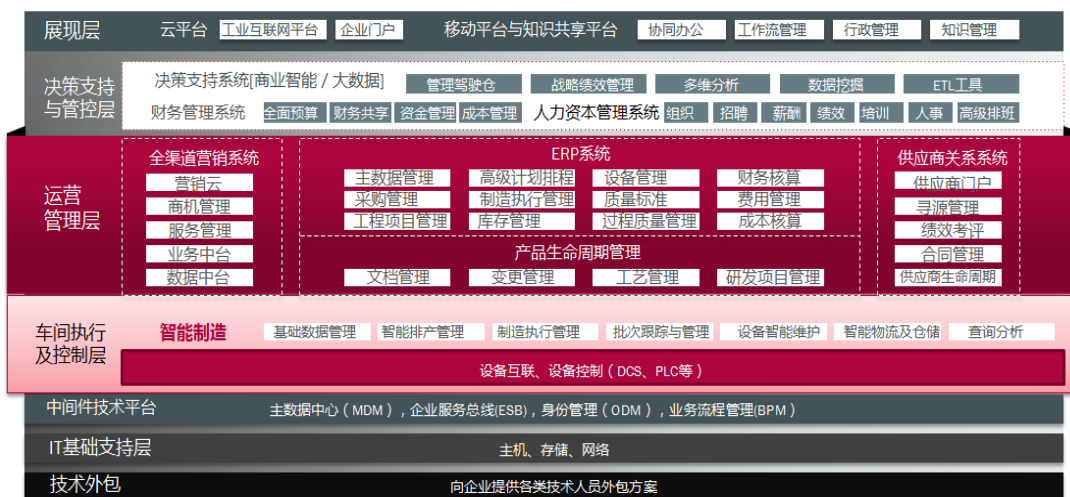 展现层 云平台 工业互联网平台 企业门户 移动平台与知识共享平台 协同办公 工作流管理 行政管理 知识管理
决策支持与管控层
决策支持系统[商业智能 / 大数据] 管理驾驶仓 战略绩效管理 多维分析 数据挖掘 ETL工具
财务管理系统 全面预算 财务共享 资金管理 成本管理 人力资本管理系统 组织 招聘 薪酬 绩效 培训 人事 高级排班
运营
管理层
全渠道营销系统
营销云
商机管理
服务管理
业务中台
数据中台
ERP系统
主数据管理 高级计划排程 设备管理 财务核算
采购管理 制造执行管理 质量标准 费用管理
工程项目管理 库存管理 过程质量管理 成本核算
产品生命周期管理
文档管理 变更管理 工艺管理 研发项目管理
供应商关系系统
供应商门户
寻源管理
绩效考评
合同管理
供应商生命周期
车间执行
及控制层
智能制造 基础数据管理 智能排产管理 制造执行管理 批次跟踪与管理 设备智能维护 智能物流及仓储 查询分析
设备互联、设备控制（DCS、PLC等）
中间件技术平台 主数据中心（MDM），企业服务总线(ESB)，身份管理（ODM），业务流程管理(BPM)
IT基础支持层 主机、存储、网络
技术外包 向企业提供各类技术人员外包方案